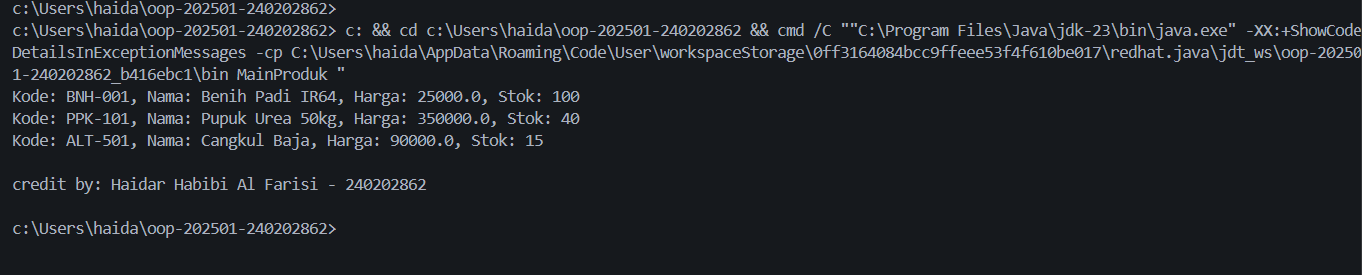 c:\Users\haida\oop-202501-240202862>
c:\Users\haida\oop-202501-240202862> c: && cd c:\Users\haida\oop-202501-240202862 && cmd /C ""C:\Program Files\Java\jdk-23\bin\java.exe" -XX:+ShowCode
DetailsInExceptionMessages -cp C:\Users\haida\AppData\Roaming\Code\User\workspaceStorage\0ff3164084bcc9ffeee53f4f610be017\redhat.java\jdt_ws\oop-20250
1-240202862_b416ebc1\bin MainProduk "
Kode: BNH-001, Nama: Benih Padi IR64, Harga: 25000.0, Stok: 100
Kode: PPK-101, Nama: Pupuk Urea 50kg, Harga: 350000.0, Stok: 40
Kode: ALT-501, Nama: Cangkul Baja, Harga: 90000.0, Stok: 15
credit by: Haidar Habibi Al Farisi - 240202862
c:\Users\haida\oop-202501-240202862>